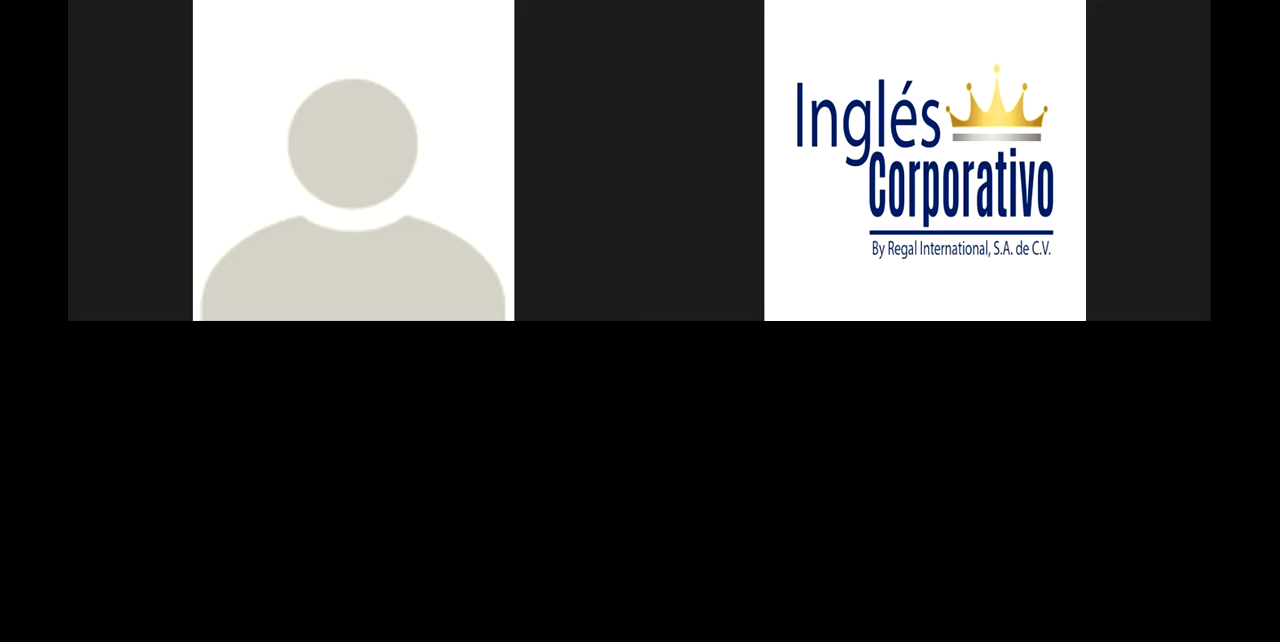 Inglés
Corporativo
By Regal International, S.A. de C.V.